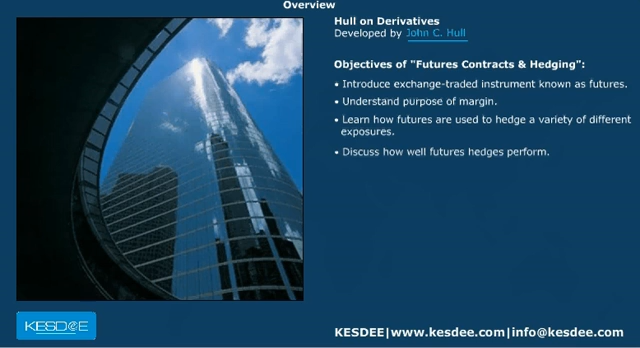 Overview
Hull on Derivatives
Developed by John C. Hull
Objectives of "Futures Contracts & Hedging":
• Introduce exchange-traded instrument known as futures.
• Understand purpose of margin.
• Learn how futures are used to hedge a variety of different
exposures.
• Discuss how well futures hedges perform.
KESDEE
KESDEE|www.kesdee.com|info@kesdee.com